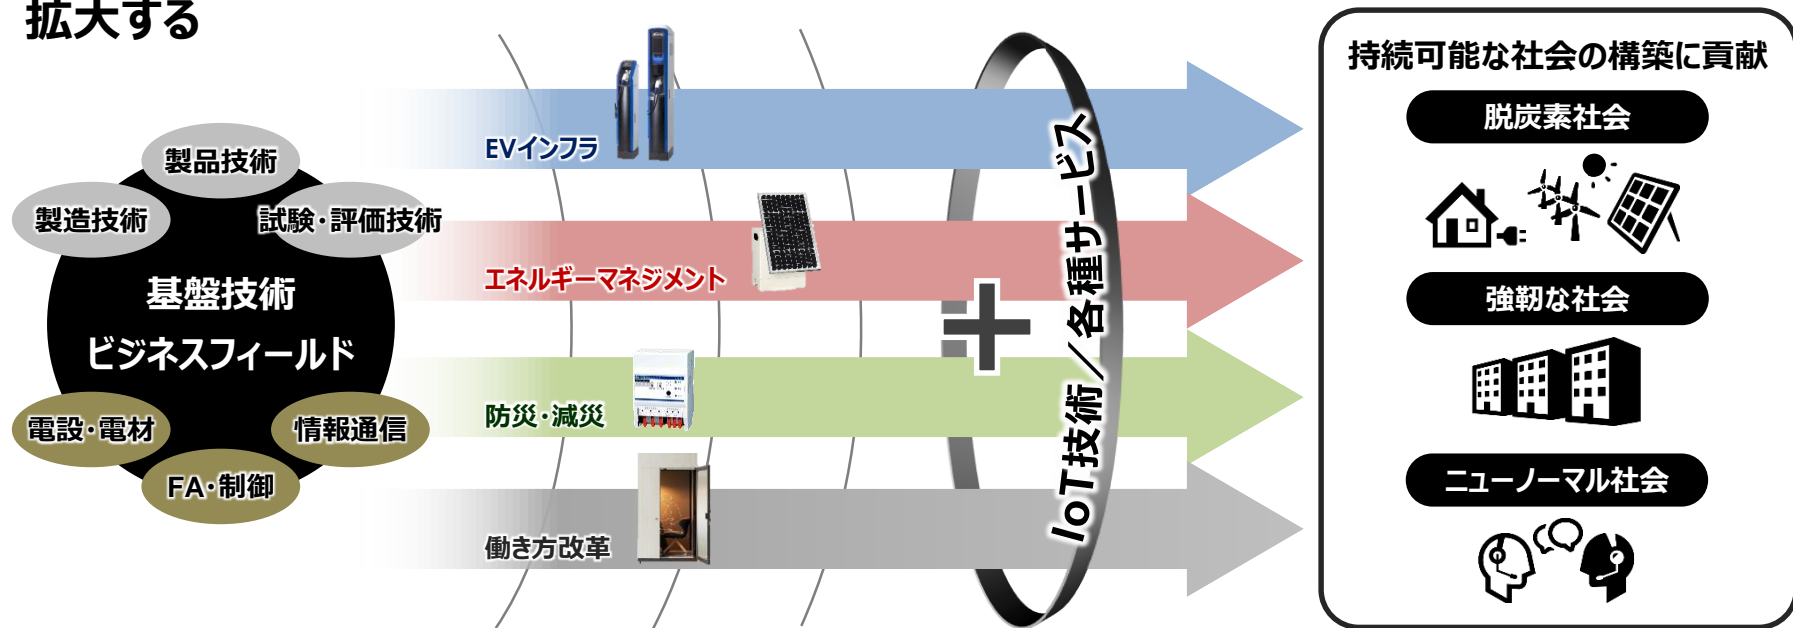 拡大する
製品技術
製造技術
試験・評価技術
基盤技術
ビジネスフィールド
電設・電材
情報通信
FA・制御
EVインフラ
エネルギーマネジメント
防災・減災
働き方改革
IoT技術／各種サービス
持続可能な社会の構築に貢献
脱炭素社会
強靭な社会
ニューノーマル社会